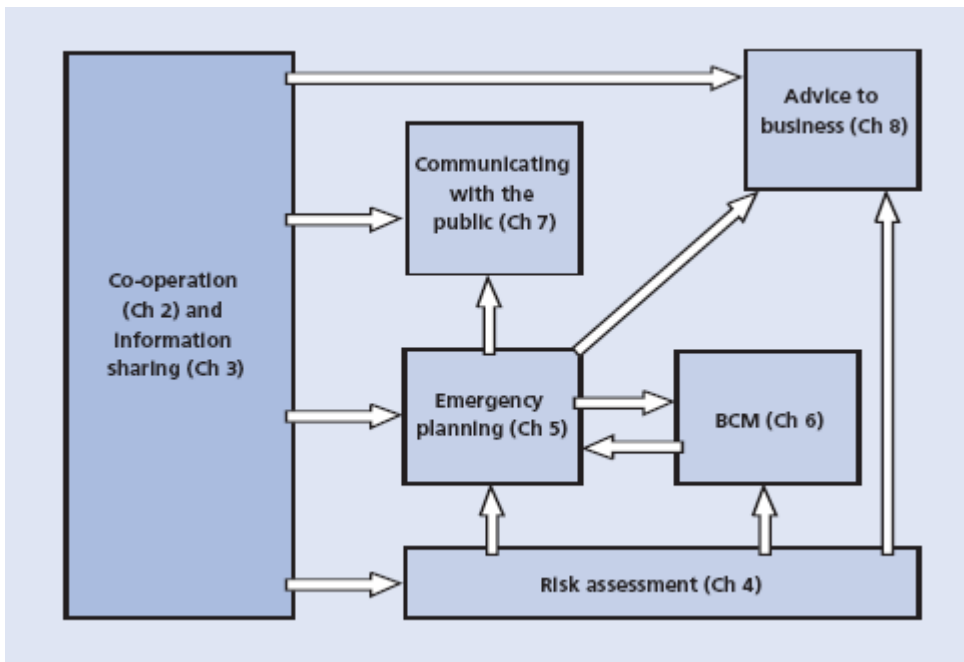 Co-operation
(Ch 2) and
information
sharing (Ch 3)
Advice to
business (Ch 8)
Communicating
with the
public (Ch 7)
Emergency
planning (Ch 5)
BCM (Ch 6)
Risk assessment (Ch 4)